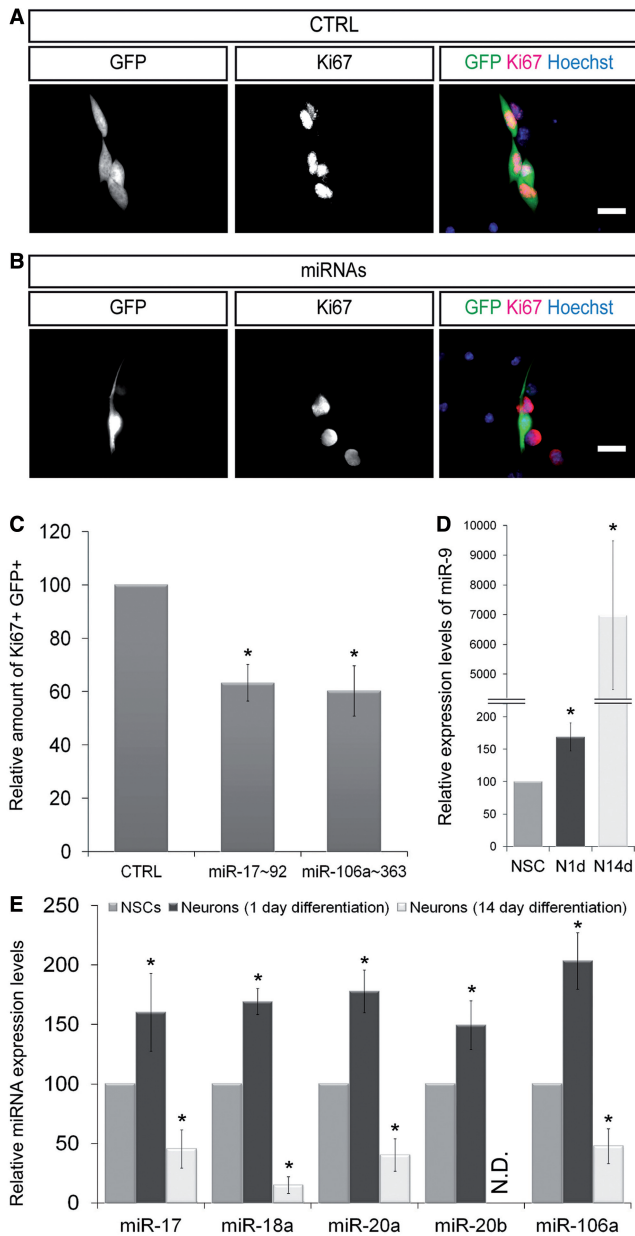 A
CTRL
GFP Ki67 GFP Ki67 Hoechst
B
miRNAs
GFP Ki67 GFP Ki67 Hoechst
C
Relative amount of Ki67+ GFP+
120
100
80
60
40
20
0
* *
CTRL miR-17~92 miR-106a~363
D
Relative expression levels of miR-9
10000
9000
8000
7000
6000
5000
200
150
100
50
0
* *
NSC N1d N14d
E
NSCs Neurons (1 day differentiation) Neurons (14 day differentiation)
Relative miRNA expression levels
250
200
150
100
50
0
* * * * *
* * * N.D. *
miR-17 miR-18a miR-20a miR-20b miR-106a